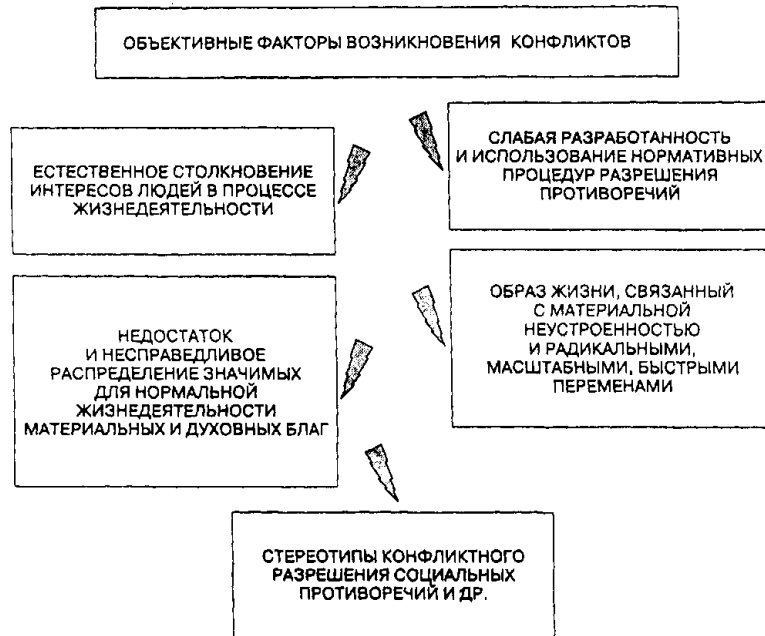 ОБЪЕКТИВНЫЕ ФАКТОРЫ ВОЗНИКНОВЕНИЯ КОНФЛИКТОВ
ЕСТЕСТВЕННОЕ СТОЛКНОВЕНИЕ
ИНТЕРЕСОВ ЛЮДЕЙ В ПРОЦЕССЕ
ЖИЗНЕДЕЯТЕЛЬНОСТИ
СЛАБАЯ РАЗРАБОТАННОСТЬ
И ИСПОЛЬЗОВАНИЕ НОРМАТИВНЫХ
ПРОЦЕДУР РАЗРЕШЕНИЯ
ПРОТИВОРЕЧИЙ
НЕДОСТАТОК
И НЕСПРАВЕДЛИВОЕ
РАСПРЕДЕЛЕНИЕ ЗНАЧИМЫХ
ДЛЯ НОРМАЛЬНОЙ
ЖИЗНЕДЕЯТЕЛЬНОСТИ
МАТЕРИАЛЬНЫХ И ДУХОВНЫХ БЛАГ
ОБРАЗ ЖИЗНИ, СВЯЗАННЫЙ
С МАТЕРИАЛЬНОЙ
НЕУСТРОЕННОСТЬЮ
И РАДИКАЛЬНЫМИ,
МАСШТАБНЫМИ, БЫСТРЫМИ
ПЕРЕМЕНАМИ
СТЕРЕОТИПЫ КОНФЛИКТНОГО
РАЗРЕШЕНИЯ СОЦИАЛЬНЫХ
ПРОТИВОРЕЧИЙ И ДР.